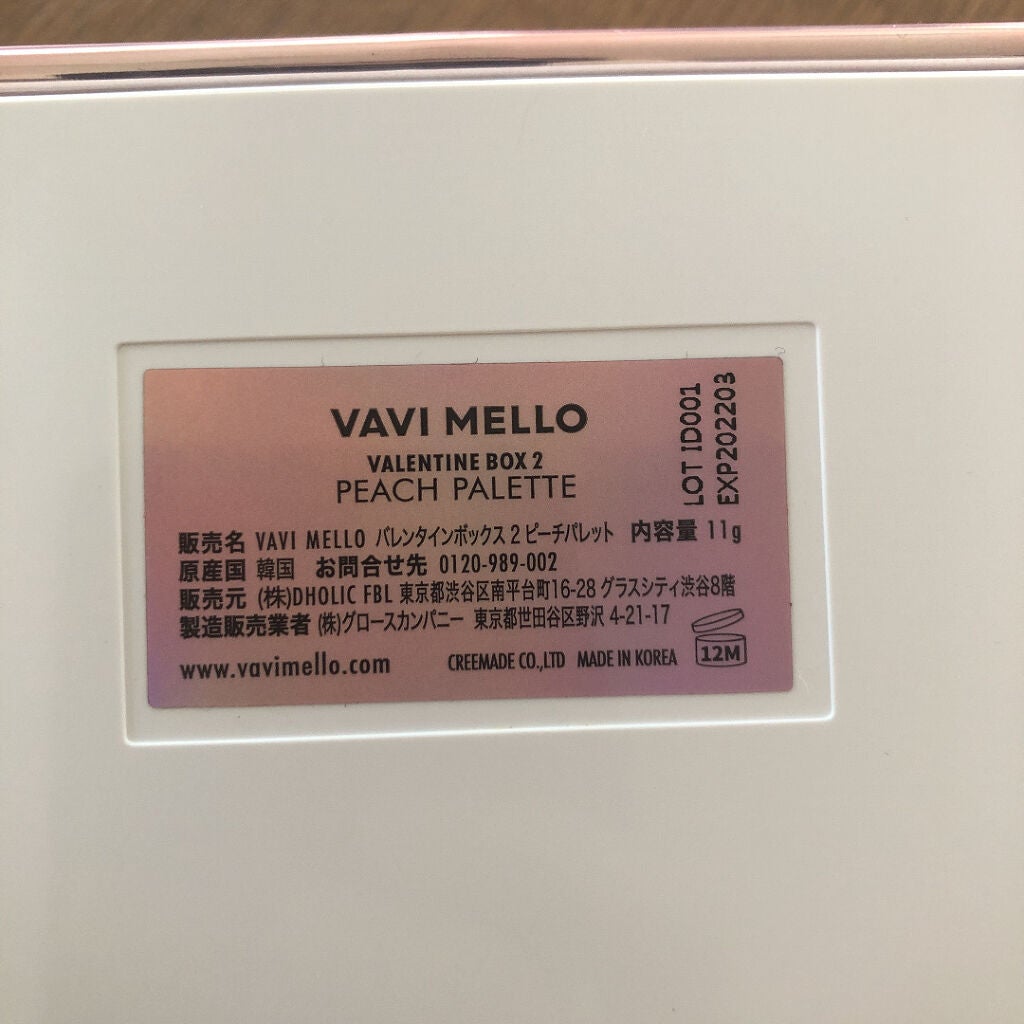 VAVI MELLO
VALENTINE BOX 2
PEACH PALETTE
LOT ID001
EXP202203
販売名 VAVI MELLO バレンタインボックス 2 ピーチパレット 内容量 11g
原産国 韓国 お問合せ先 0120-989-002
販売元 (株)DHOLIC FBL 東京都渋谷区南平台町16-28 グラスシティ渋谷8階
製造販売業者 (株)グロースカンパニー 東京都世田谷区野沢 4-21-17
www.vavimello.com CREEMADE CO.,LTD MADE IN KOREA
12M